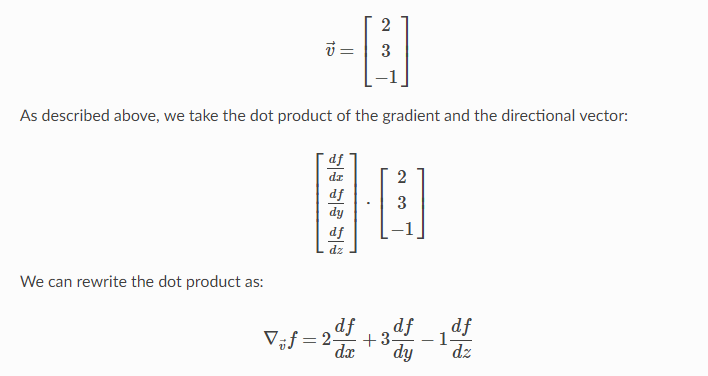 $\vec{v} = \begin{bmatrix} 2 \\ 3 \\ -1 \end{bmatrix}$
As described above, we take the dot product of the gradient and the directional vector:
$\begin{bmatrix} \frac{df}{dx} \\ \frac{df}{dy} \\ \frac{df}{dz} \end{bmatrix} \cdot \begin{bmatrix} 2 \\ 3 \\ -1 \end{bmatrix}$
We can rewrite the dot product as:
$\nabla_{\vec{v}} f = 2\frac{df}{dx} + 3\frac{df}{dy} - 1\frac{df}{dz}$